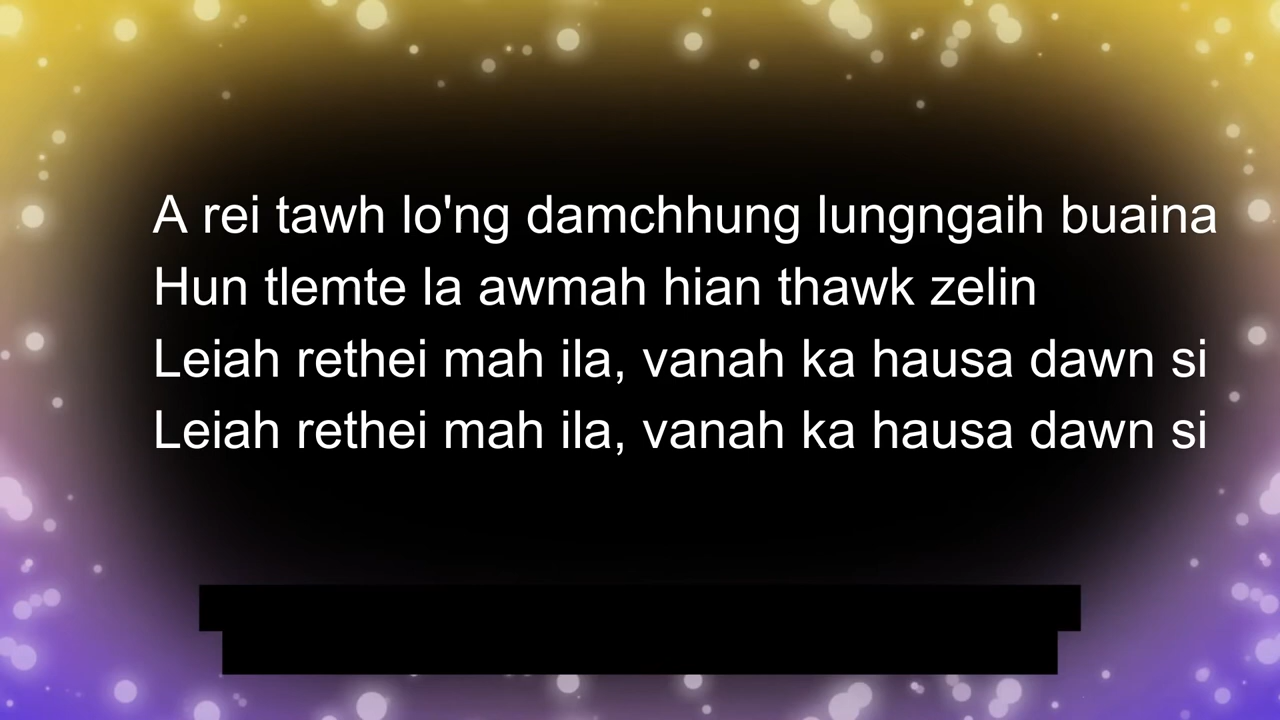 A rei tawh lo'ng damchhung lungngaih buaina
Hun tlemte la awmah hian thawk zelin
Leiah rethei mah ila, vanah ka hausa dawn si
Leiah rethei mah ila, vanah ka hausa dawn si